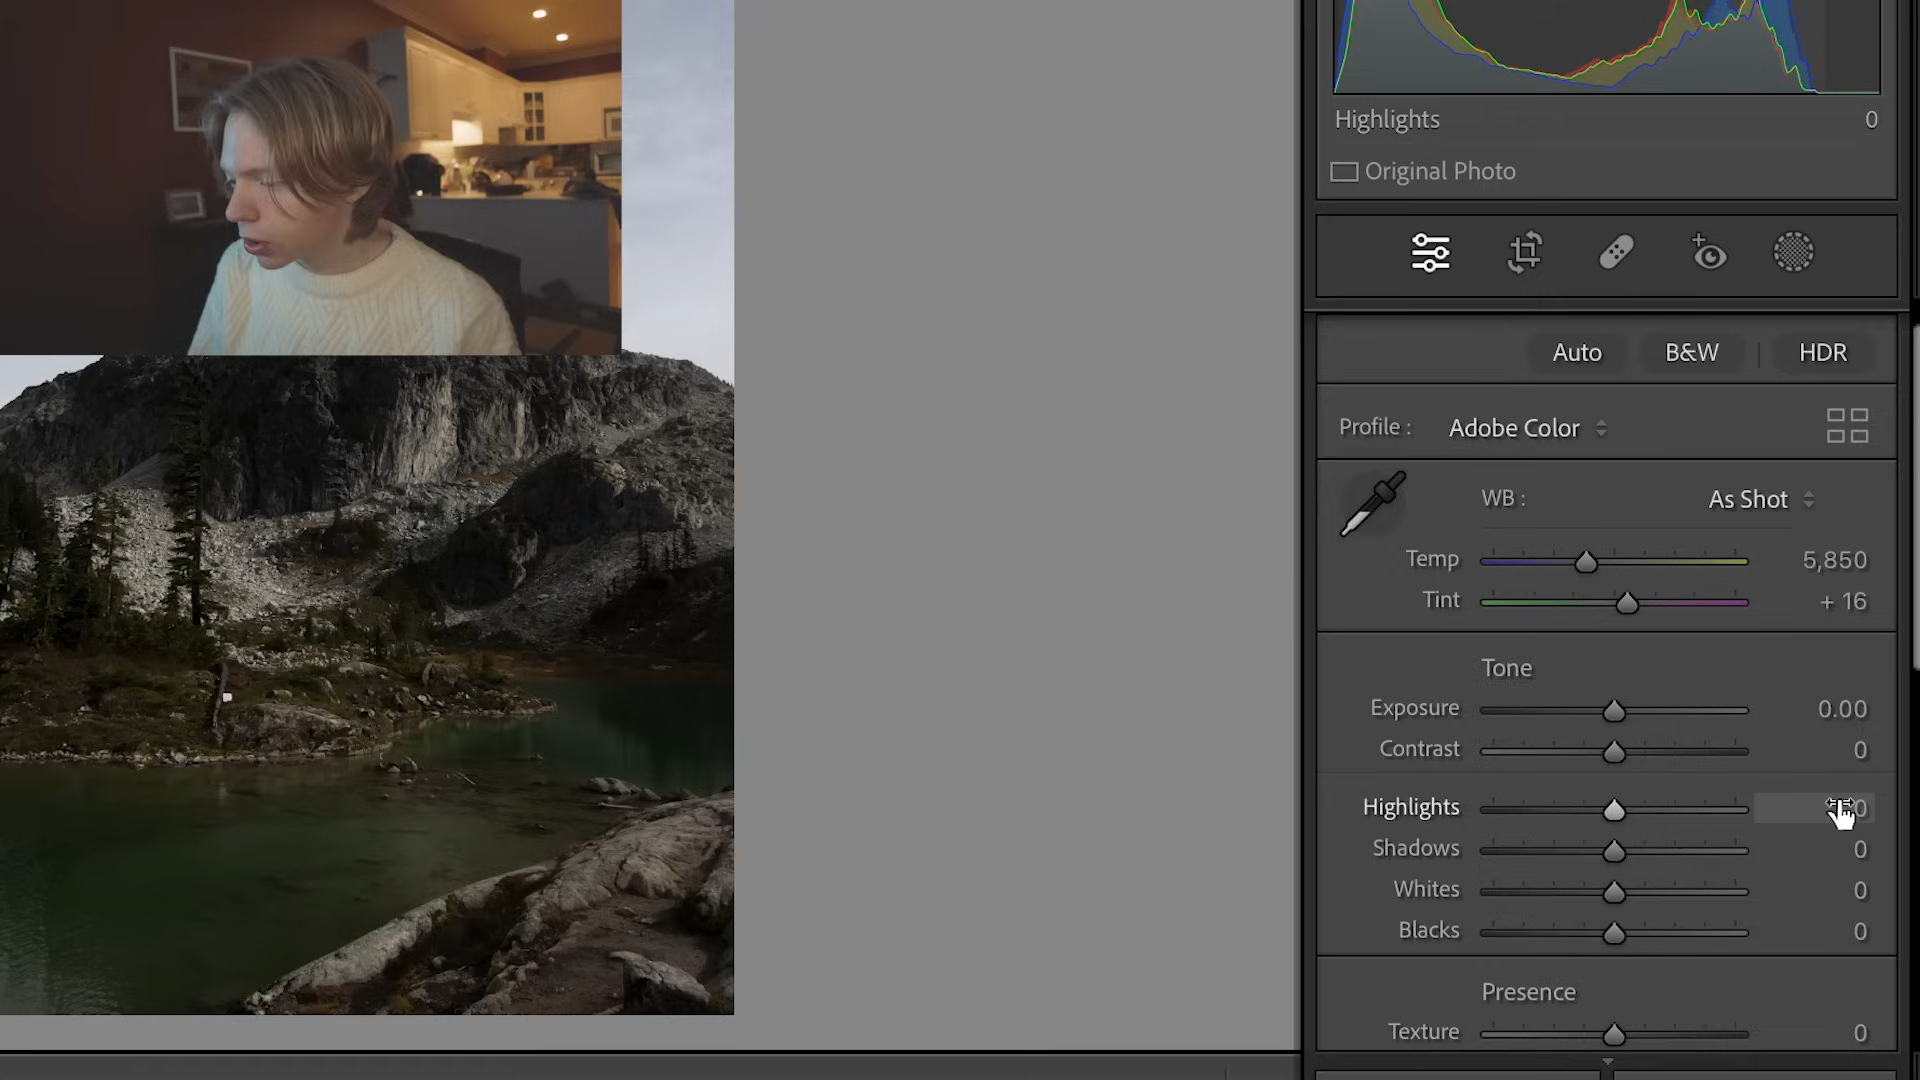 Highlights 0
Original Photo
Auto B&W | HDR
Profile : Adobe Color
WB : As Shot
Temp 5,850
Tint + 16
Tone
Exposure 0.00
Contrast 0
Highlights 0
Shadows 0
Whites 0
Blacks 0
Presence
Texture 0